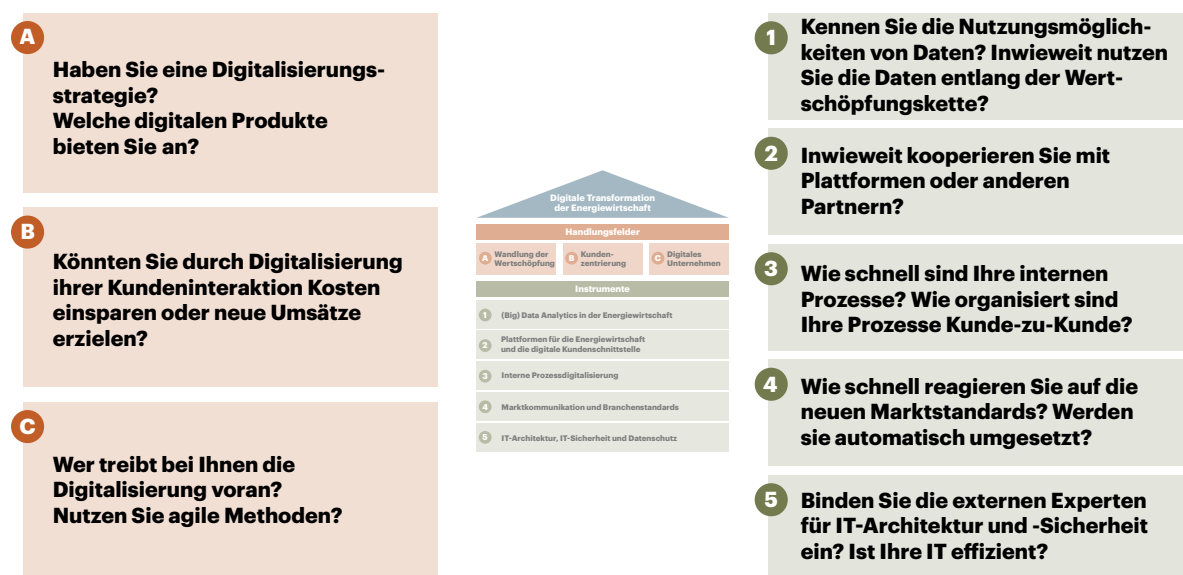 A
Haben Sie eine Digitalisierungs-
strategie?
Welche digitalen Produkte
bieten Sie an?
B
Könnten Sie durch Digitalisierung
ihrer Kundeninteraktion Kosten
einsparen oder neue Umsätze
erzielen?
C
Wer treibt bei Ihnen die
Digitalisierung voran?
Nutzen Sie agile Methoden?
Digitale Transformation
der Energiewirtschaft
Handlungsfelder
A Wandlung der
Wertschöpfung
B Kunden-
zentrierung
C Digitales
Unternehmen
Instrumente
1 (Big) Data Analytics in der Energiewirtschaft
2 Plattformen für die Energiewirtschaft
und die digitale Kundenschnittstelle
3 Interne Prozessdigitalisierung
4 Marktkommunikation und Branchenstandards
5 IT-Architektur, IT-Sicherheit und Datenschutz
1
Kennen Sie die Nutzungsmöglich-
keiten von Daten? Inwieweit nutzen
Sie die Daten entlang der Wert-
schöpfungskette?
2
Inwieweit kooperieren Sie mit
Plattformen oder anderen
Partnern?
3
Wie schnell sind Ihre internen
Prozesse? Wie organisiert sind
Ihre Prozesse Kunde-zu-Kunde?
4
Wie schnell reagieren Sie auf die
neuen Marktstandards? Werden
sie automatisch umgesetzt?
5
Binden Sie die externen Experten
für IT-Architektur und -Sicherheit
ein? Ist Ihre IT effizient?